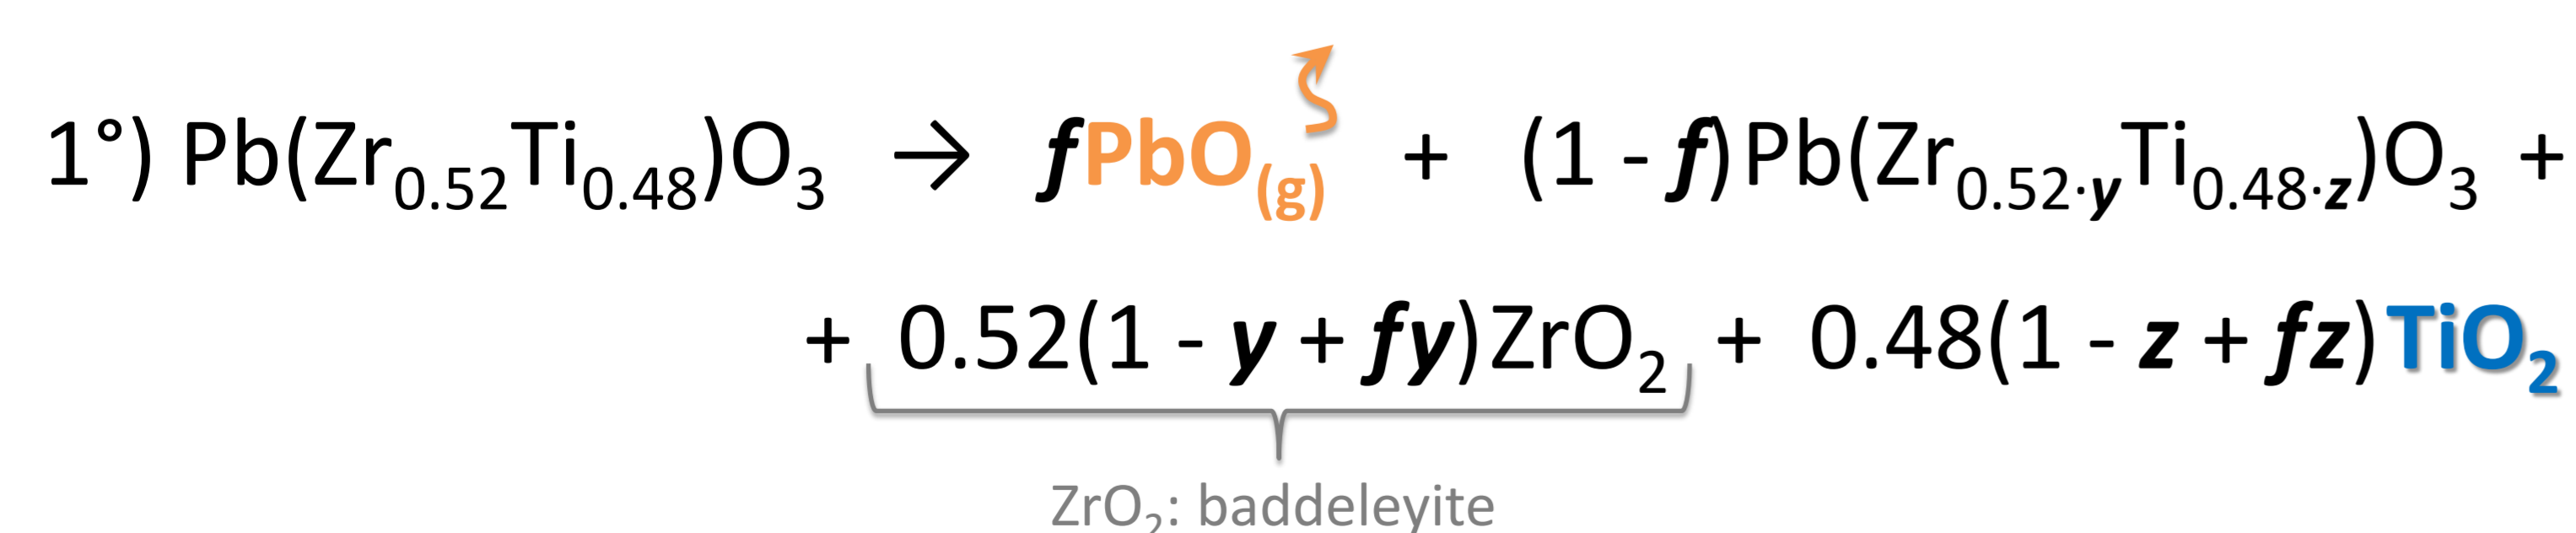 1°) Pb(Zr₀.₅₂Ti₀.₄₈)O₃ → fPbO₍g₎ + (1 - f)Pb(Zr₀.₅₂·yTi₀.₄₈·z)O₃ +
+ 0.52(1 - y + fy)ZrO₂ + 0.48(1 - z + fz)TiO₂
ZrO₂: baddeleyite